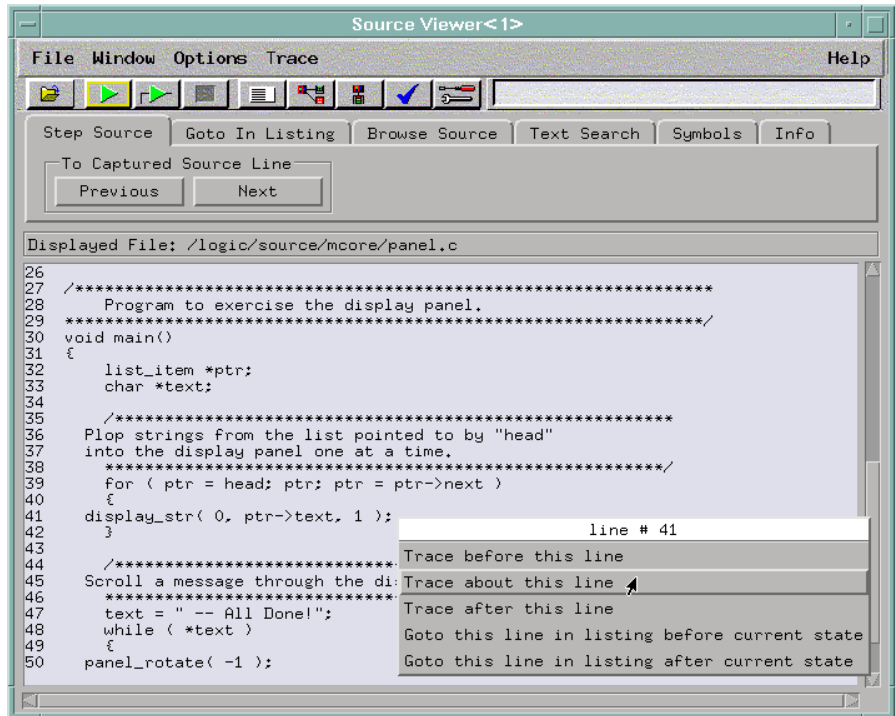 Source Viewer<1>
File Window Options Trace Help
Step Source Goto In Listing Browse Source Text Search Symbols Info
To Captured Source Line
Previous Next
Displayed File: /logic/source/mcore/panel.c
26
27 /****************************************************************
28 Program to exercise the display panel.
29 ****************************************************************/
30 void main()
31 {
32 list_item *ptr;
33 char *text;
34
35 /********************************************************
36 Plop strings from the list pointed to by "head"
37 into the display panel one at a time.
38 ********************************************************/
39 for ( ptr = head; ptr; ptr = ptr->next )
40 {
41 display_str( 0, ptr->text, 1 );
42 }
43
44 /****************************
45 Scroll a message through the di
46 *****************************
47 text = " -- All Done!";
48 while ( *text )
49 {
50 panel_rotate( -1 );
line # 41
Trace before this line
Trace about this line
Trace after this line
Goto this line in listing before current state
Goto this line in listing after current state